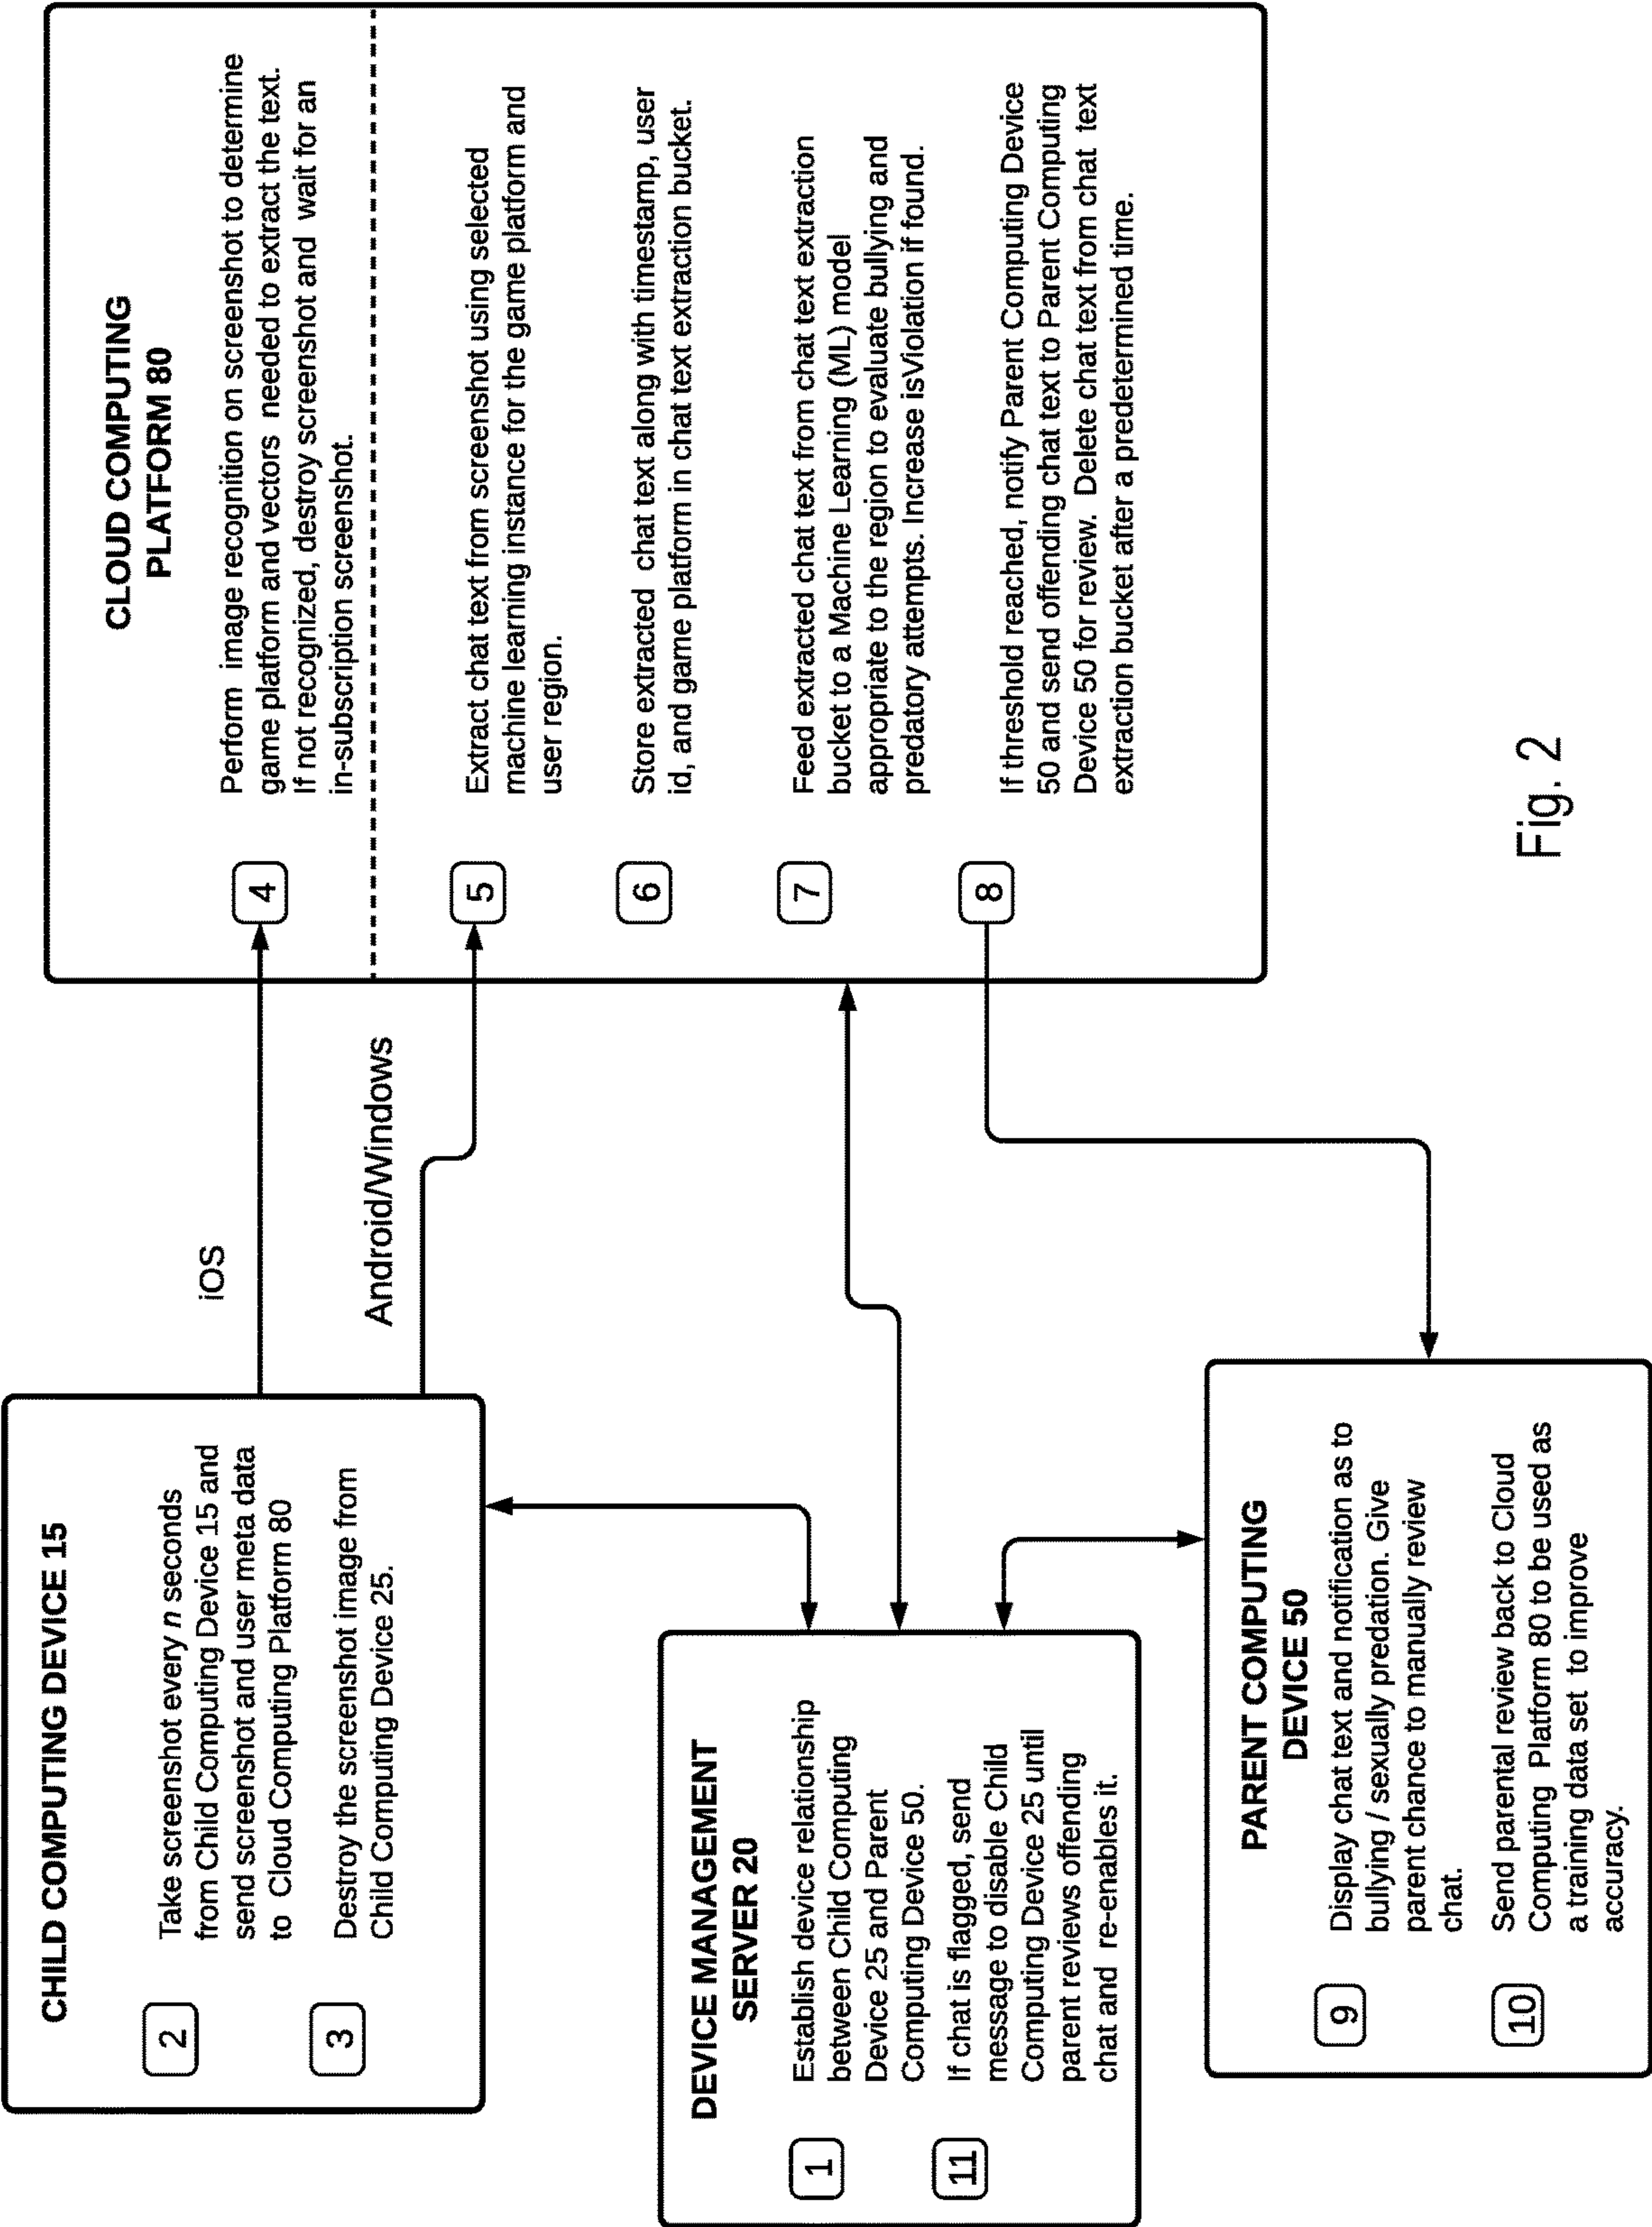 CHILD COMPUTING DEVICE 15
2
Take screenshot every n seconds
from Child Computing Device 15 and
send screenshot and user meta data
to Cloud Computing Platform 80
3
Destroy the screenshot image from
Child Computing Device 25.
iOS
Android/Windows
CLOUD COMPUTING
PLATFORM 80
4
Perform image recognition on screenshot to determine
game platform and vectors needed to extract the text.
If not recognized, destroy screenshot and wait for an
in-subscription screenshot.
5
Extract chat text from screenshot using selected
machine learning instance for the game platform and
user region.
6
Store extracted chat text along with timestamp, user
id, and game platform in chat text extraction bucket.
7
Feed extracted chat text from chat text extraction
bucket to a Machine Learning (ML) model
appropriate to the region to evaluate bullying and
predatory attempts. Increase isViolation if found.
8
If threshold reached, notify Parent Computing Device
50 and send offending chat text to Parent Computing
Device 50 for review. Delete chat text from chat text
extraction bucket after a predetermined time.
DEVICE MANAGEMENT
SERVER 20
1
Establish device relationship
between Child Computing
Device 25 and Parent
Computing Device 50.
11
If chat is flagged, send
message to disable Child
Computing Device 25 until
parent reviews offending
chat and re-enables it.
PARENT COMPUTING
DEVICE 50
9
Display chat text and notification as to
bullying / sexually predation. Give
parent chance to manually review
chat.
10
Send parental review back to Cloud
Computing Platform 80 to be used as
a training data set to improve
accuracy.
Fig. 2